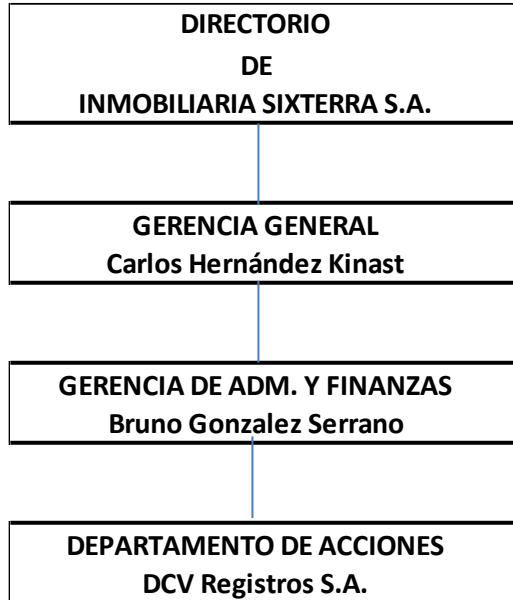 DIRECTORIO
DE
INMOBILIARIA SIXTERRA S.A.
GERENCIA GENERAL
Carlos Hernández Kinast
GERENCIA DE ADM. Y FINANZAS
Bruno Gonzalez Serrano
DEPARTAMENTO DE ACCIONES
DCV Registros S.A.